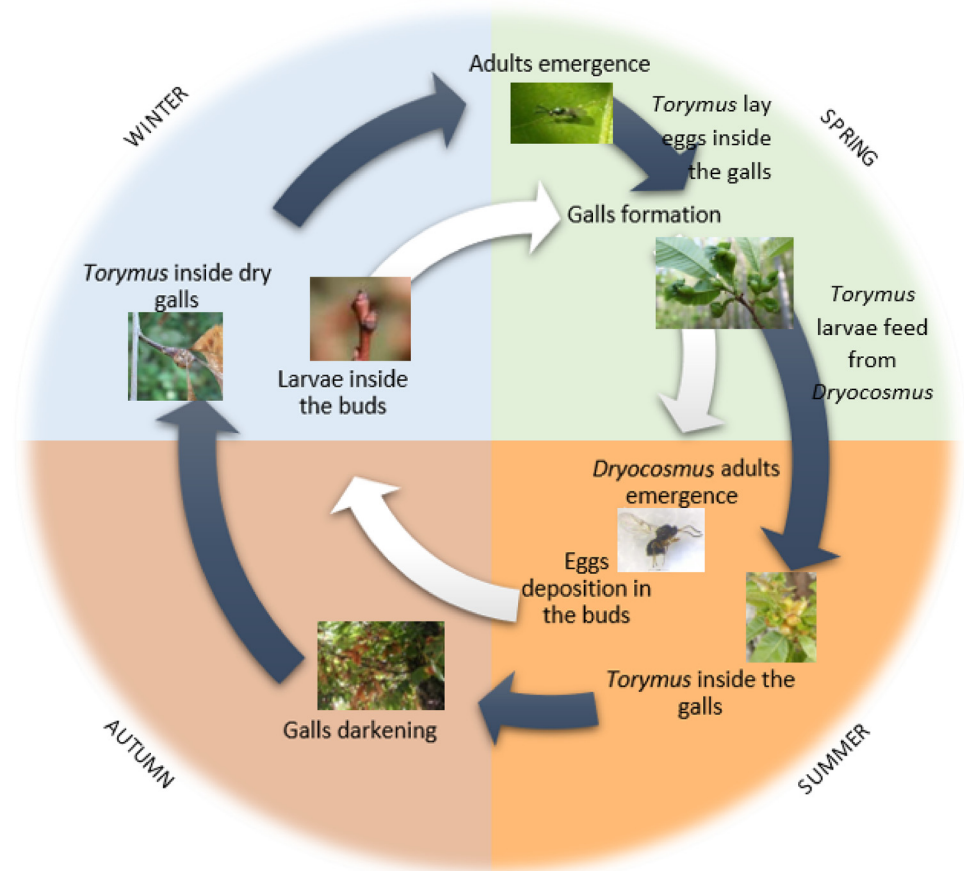 Adults emergence
WINTER
Torymus lay
eggs inside
the galls
SPRING
Galls formation
Torymus inside dry
galls
Larvae inside
the buds
Torymus
larvae feed
from
Dryocosmus
Dryocosmus adults
emergence
Eggs
deposition in
the buds
Torymus inside the
galls
Galls darkening
AUTUMN
SUMMER